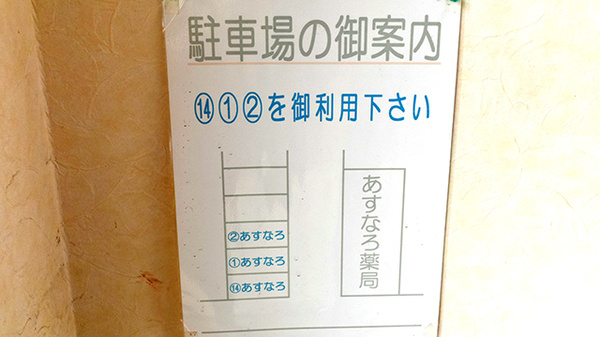 駐車場の御案内
⑭①②を御利用下さい
②あすなろ
①あすなろ
⑭あすなろ
あすなろ薬局